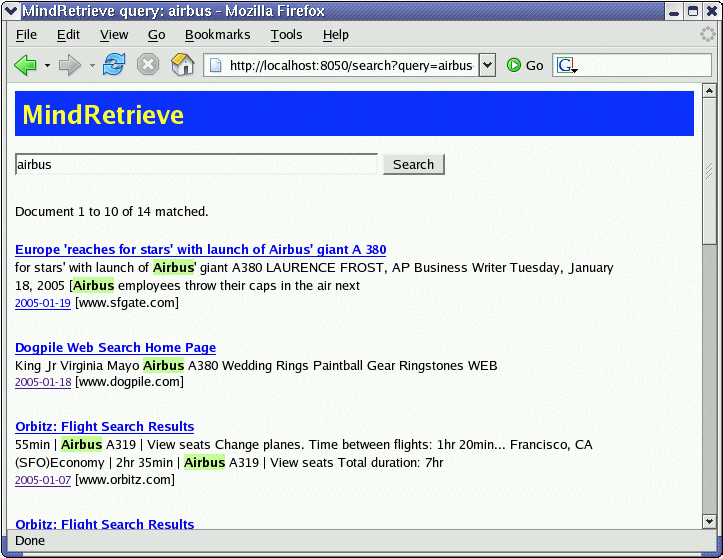 MindRetrieve query: airbus - Mozilla Firefox
File Edit View Go Bookmarks Tools Help
http://localhost:8050/search?query=airbus Go G
MindRetrieve
airbus Search
Document 1 to 10 of 14 matched.
Europe 'reaches for stars' with launch of Airbus' giant A 380
for stars' with launch of Airbus' giant A380 LAURENCE FROST, AP Business Writer Tuesday, January
18, 2005 [Airbus employees throw their caps in the air next
2005-01-19 [www.sfgate.com]
Dogpile Web Search Home Page
King Jr Virginia Mayo Airbus A380 Wedding Rings Paintball Gear Ringstones WEB
2005-01-18 [www.dogpile.com]
Orbitz: Flight Search Results
55min | Airbus A319 | View seats Change planes. Time between flights: 1hr 20min... Francisco, CA
(SFO)Economy | 2hr 35min | Airbus A319 | View seats Total duration: 7hr
2005-01-07 [www.orbitz.com]
Orbitz: Flight Search Results
Done